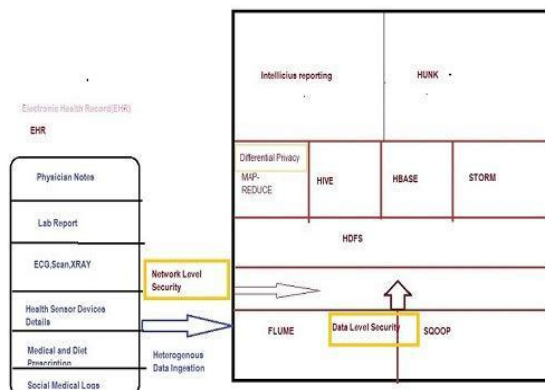 Intellicius reporting
HUNK
Electronic Health Record(EHR)
EHR
Differential Privacy
MAP-
REDUCE
HIVE
HBASE
STORM
Physician Notes
Lab Report
HDFS
ECG,Scan,XRAY
Network Level
Security
Health Sensor Devices
Details
FLUME
Data Level Security
SQOOP
Medical and Diet
Prescription
Heterogenous
Data Ingestion
Social Medical Logs